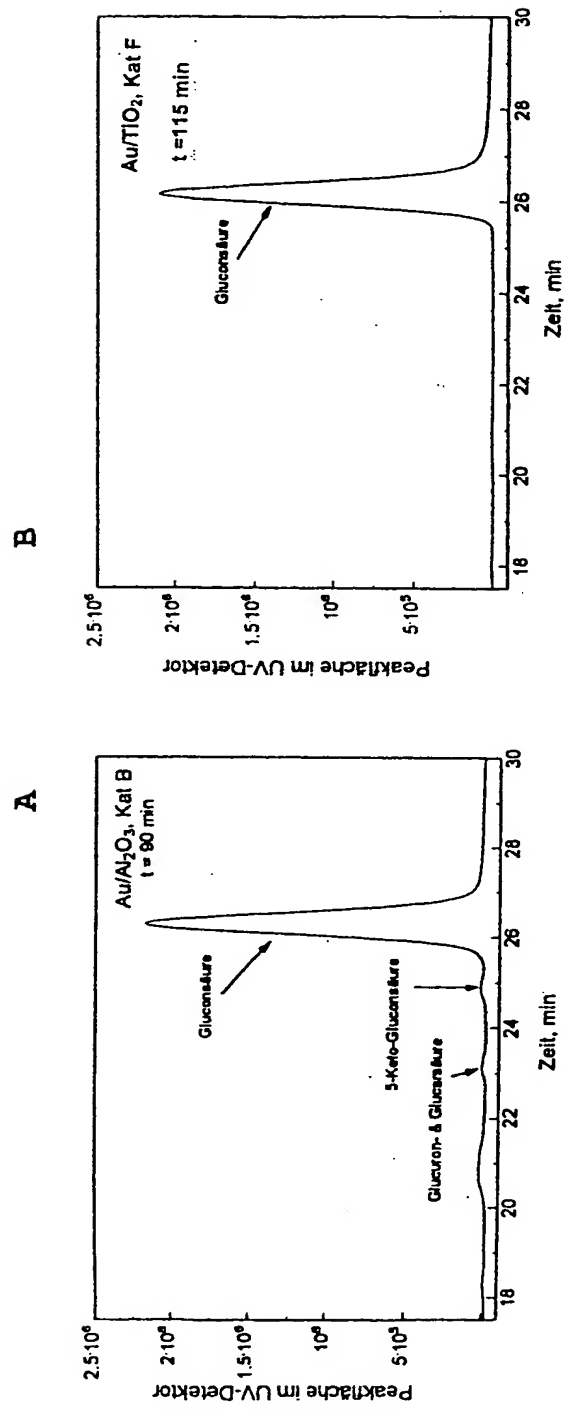 A
Peakfläche im UV-Detektor
2.5·10⁶
2·10⁶
1.5·10⁶
10⁶
5·10⁵
Au/Al₂O₃, Kat B
t = 90 min
Gluconsäure
5-Keto-Gluconsäure
Glucuron- & Glucarsäure
18
20
22
24
26
28
30
Zeit, min
B
Peakfläche im UV-Detektor
2.5·10⁶
2·10⁶
1.5·10⁶
10⁶
5·10⁵
Au/TiO₂, Kat F
t =115 min
Gluconsäure
18
20
22
24
26
28
30
Zeit, min